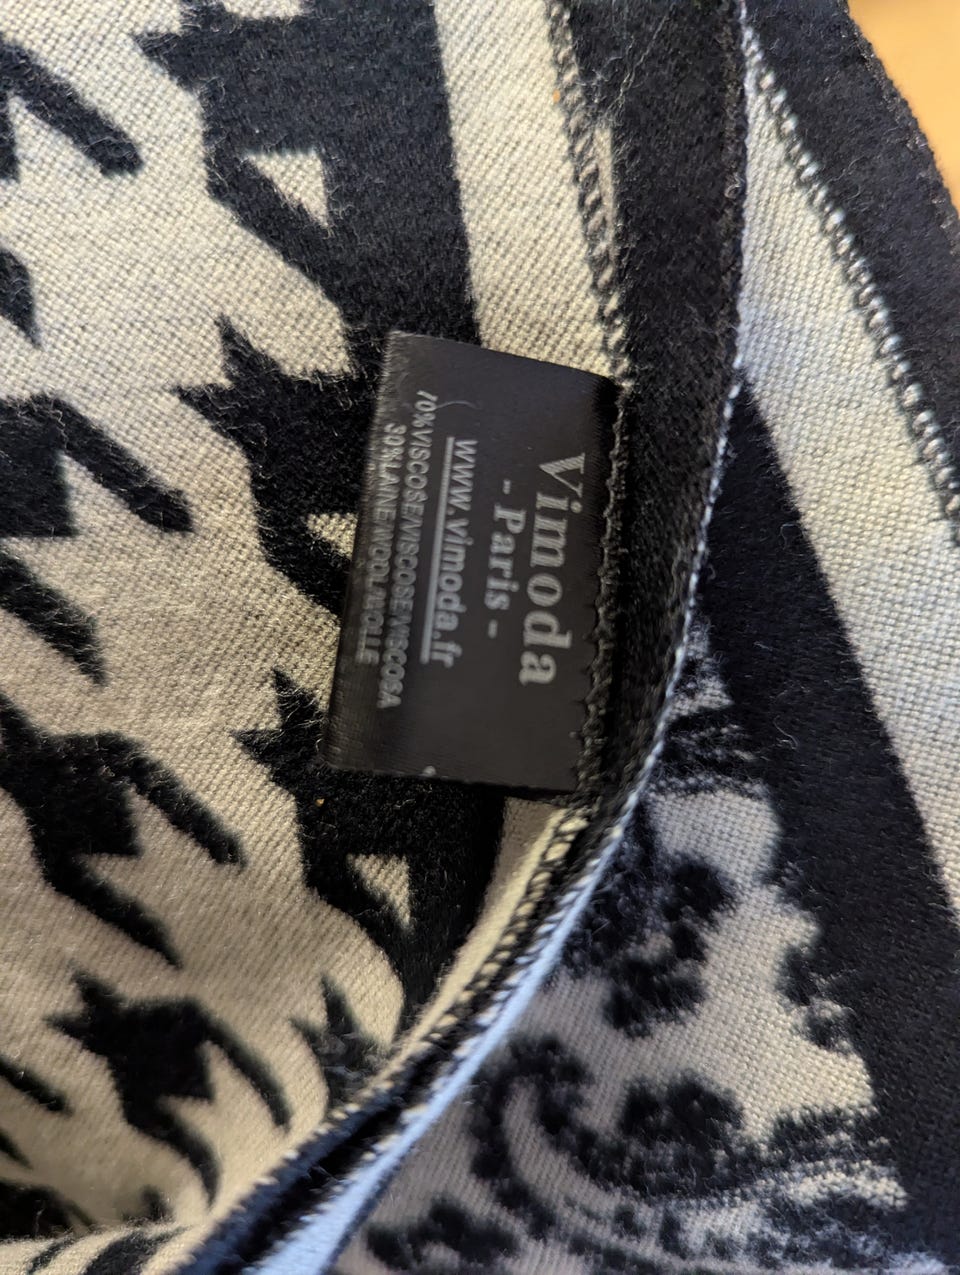 Vimoda
- Paris -
www.vimoda.fr
70%VISCOSE/VISCOSE/VISCOSA
30%LAINE/WOOL/WOLLE